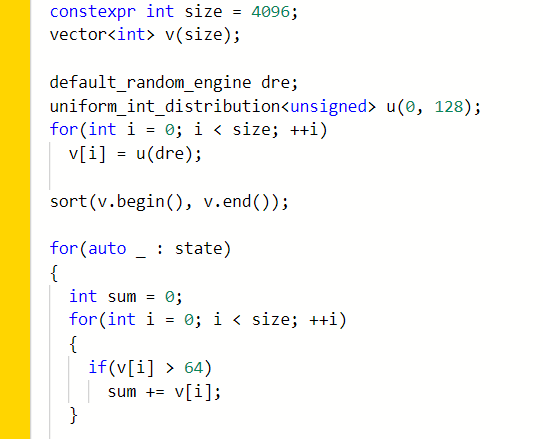 constexpr int size = 4096;
vector<int> v(size);
default_random_engine dre;
uniform_int_distribution<unsigned> u(0, 128);
for(int i = 0; i < size; ++i)
v[i] = u(dre);
sort(v.begin(), v.end());
for(auto _ : state)
{
int sum = 0;
for(int i = 0; i < size; ++i)
{
if(v[i] > 64)
sum += v[i];
}